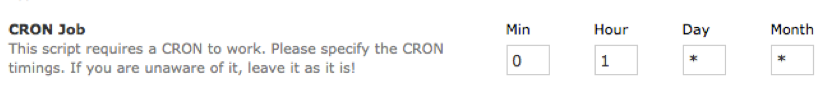 CRON Job
This script requires a CRON to work. Please specify the CRON
timings. If you are unaware of it, leave it as it is!
Min Hour Day Month
0 1 * *